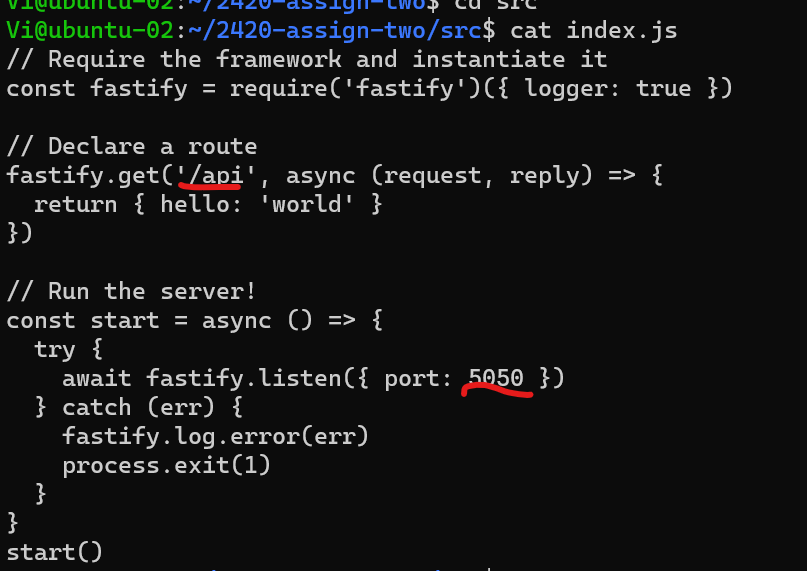 Vi@ubuntu-02:~/2420-assign-two$ cd src
Vi@ubuntu-02:~/2420-assign-two/src$ cat index.js
// Require the framework and instantiate it
const fastify = require('fastify')({ logger: true })

// Declare a route
fastify.get('/api', async (request, reply) => {
  return { hello: 'world' }
})

// Run the server!
const start = async () => {
  try {
    await fastify.listen({ port: 5050 })
  } catch (err) {
    fastify.log.error(err)
    process.exit(1)
  }
}
start()